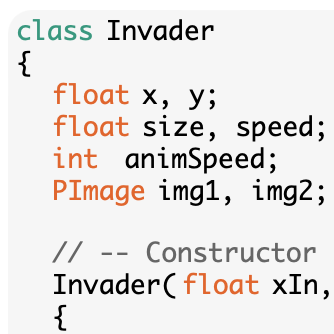 class Invader
{
float x, y;
float size, speed;
int animSpeed;
PImage img1, img2;
// -- Constructor
Invader(float xIn,
{